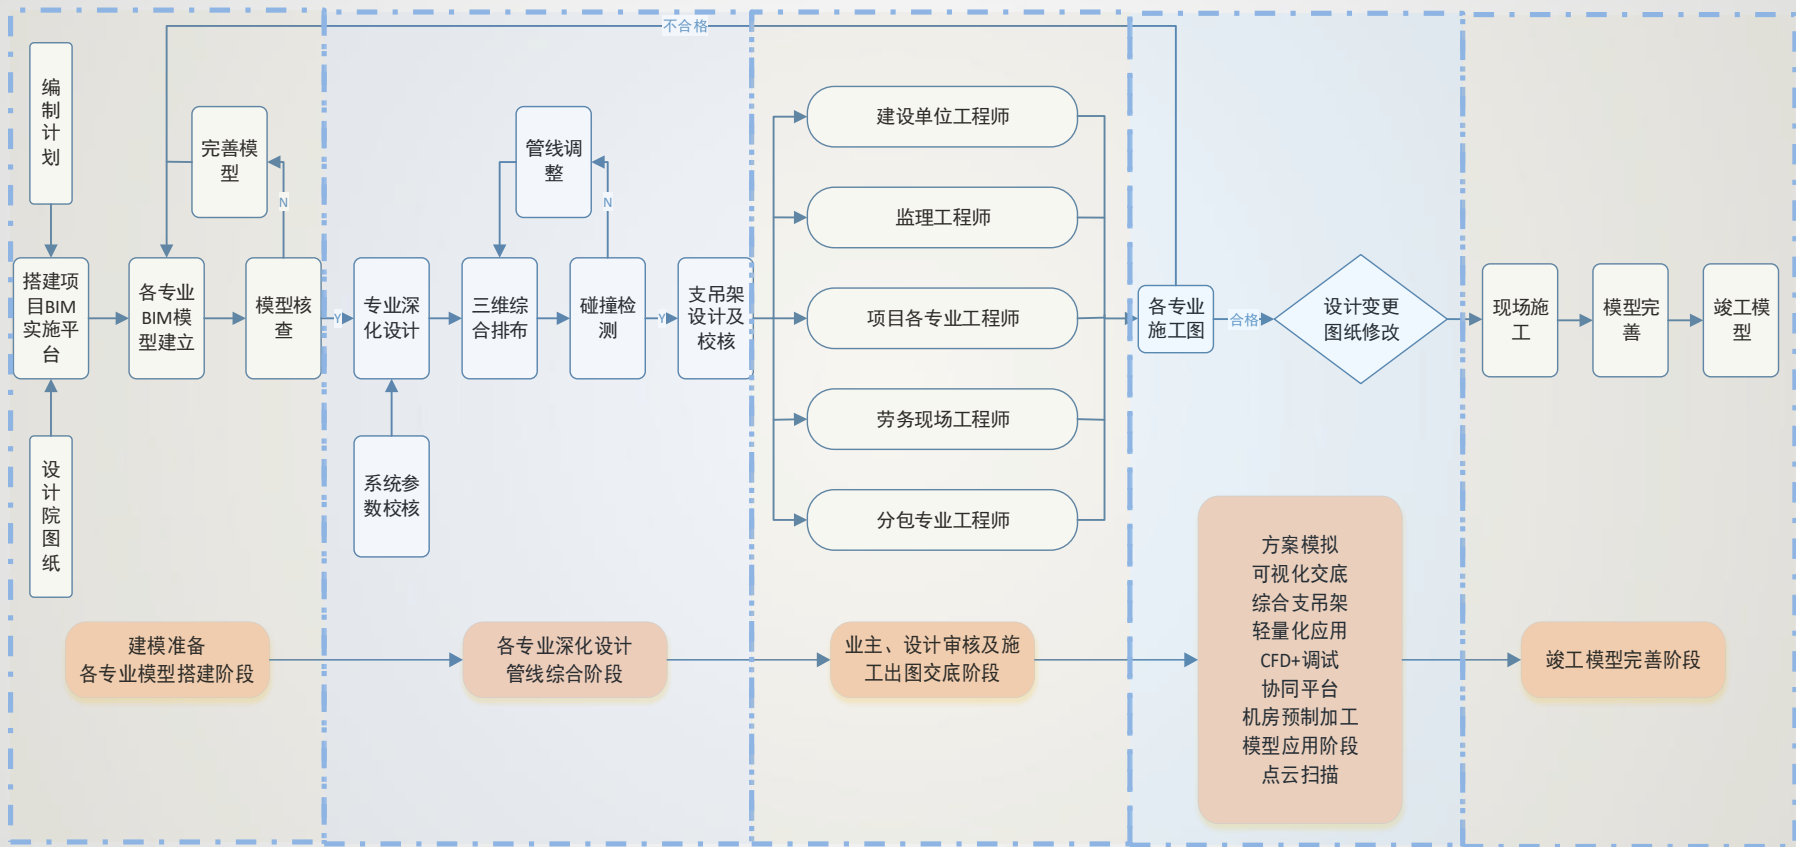 不合格
编
制
计
划
完善模
型
N
搭建项
目BIM
实施平
台
各专业
BIM模
型建立
模型核
查
Y
设
计
院
图
纸
建模准备
各专业模型搭建阶段
管线调
整
N
专业深
化设计
三维综
合排布
碰撞检
测
Y
支吊架
设计及
校核
系统参
数校核
各专业深化设计
管线综合阶段
建设单位工程师
监理工程师
项目各专业工程师
劳务现场工程师
分包专业工程师
业主、设计审核及施
工出图交底阶段
各专业
施工图
合格
设计变更
图纸修改
方案模拟
可视化交底
综合支吊架
轻量化应用
CFD+调试
协同平台
机房预制加工
模型应用阶段
点云扫描
现场施
工
模型完
善
竣工模
型
竣工模型完善阶段